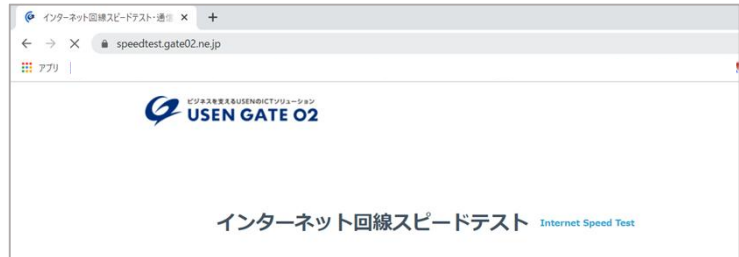 インターネット回線スピードテスト・通信
speedtest.gate02.ne.jp
アプリ
ビジネスを支えるUSENのICTソリューション
USEN GATE 02
インターネット回線スピードテスト Internet Speed Test